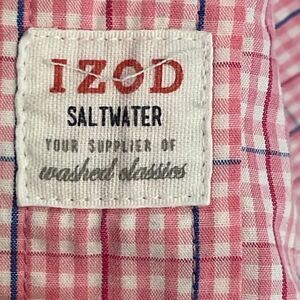 IZOD
SALTWATER
YOUR SUPPLIER OF
washed classics